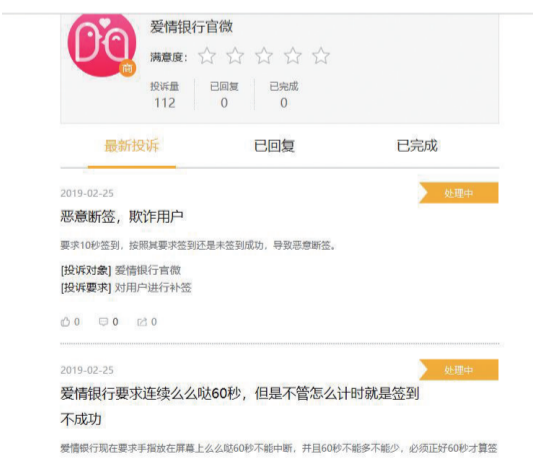 爱情银行官微
商
满意度：
投诉量 已回复 已完成
112 0 0
最新投诉 已回复 已完成
2019-02-25 处理中
恶意断签，欺诈用户
要求10秒签到，按照其要求签到还是未签到成功，导致恶意断签。
[投诉对象] 爱情银行官微
[投诉要求] 对用户进行补签
0 0 0
2019-02-25 处理中
爱情银行要求连续么么哒60秒，但是不管怎么计时就是签到
不成功
爱情银行现在要求手指放在屏幕上么么哒60秒不能中断，并且60秒不能多不能少，必须正好60秒才算签